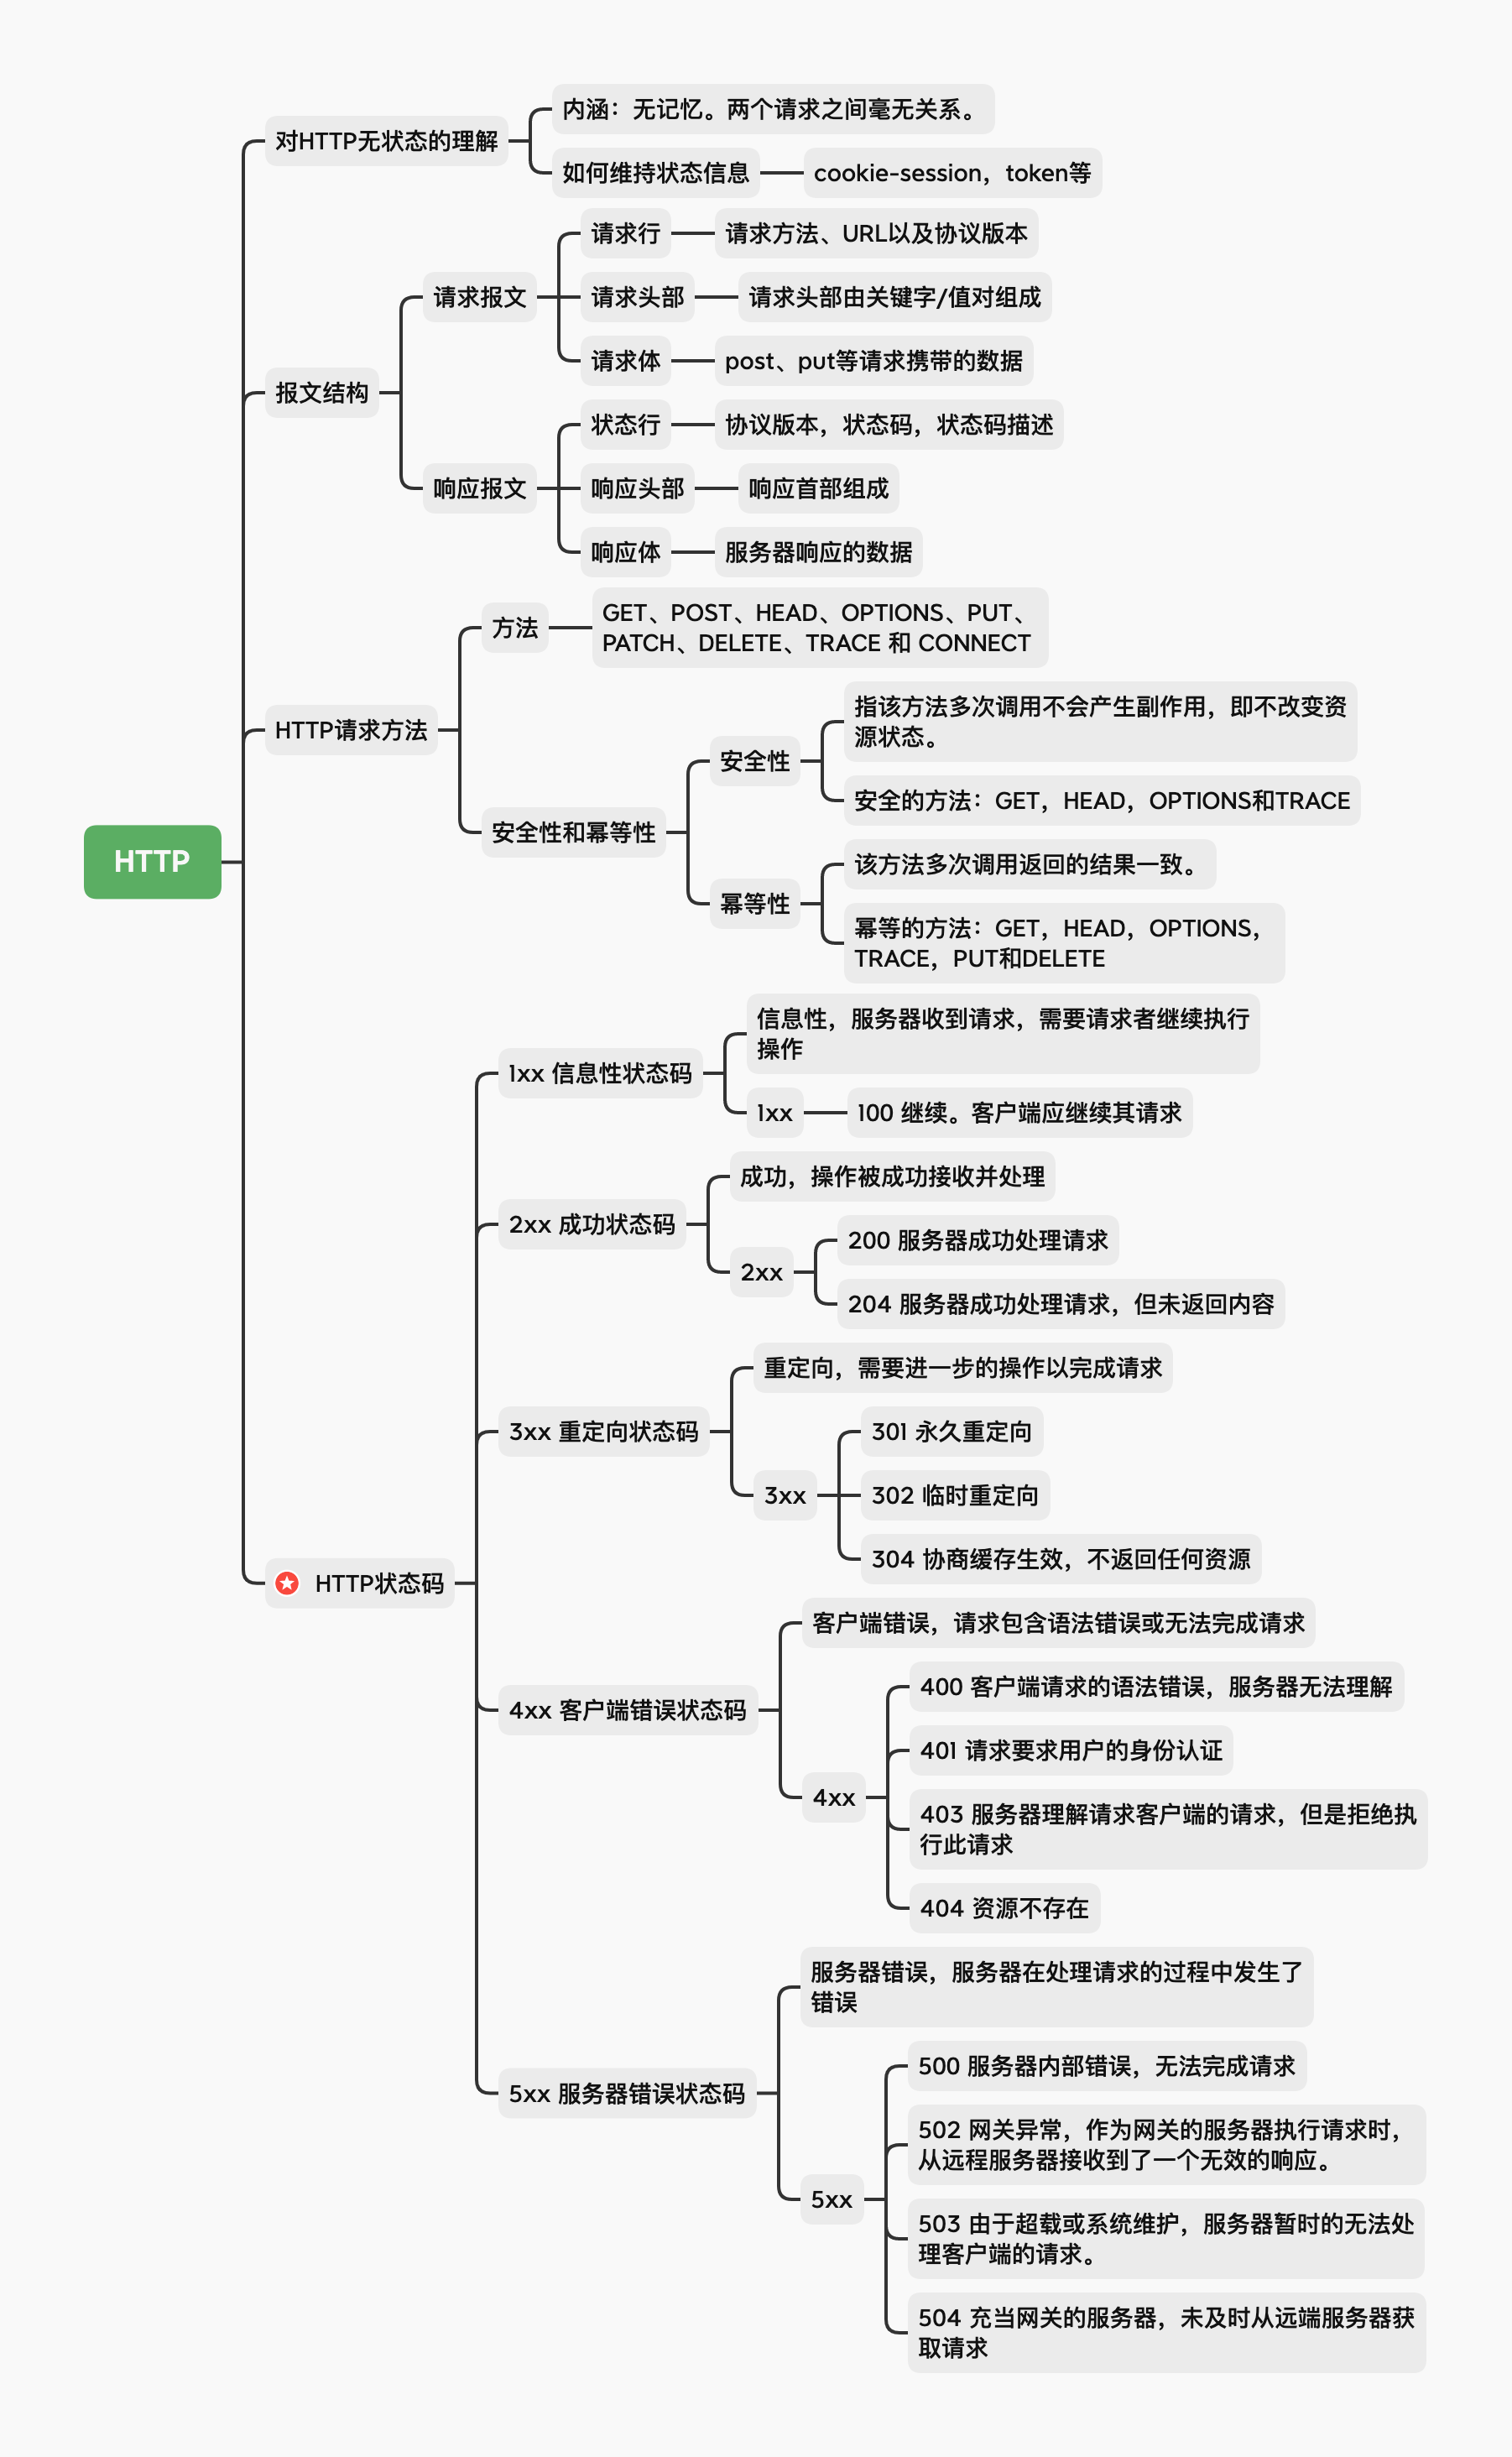 HTTP
对HTTP无状态的理解
内涵：无记忆。两个请求之间毫无关系。
如何维持状态信息
cookie-session，token等
报文结构
请求报文
请求行
请求方法、URL以及协议版本
请求头部
请求头部由关键字/值对组成
请求体
post、put等请求携带的数据
响应报文
状态行
协议版本，状态码，状态码描述
响应头部
响应首部组成
响应体
服务器响应的数据
HTTP请求方法
方法
GET、POST、HEAD、OPTIONS、PUT、
PATCH、DELETE、TRACE 和 CONNECT
安全性和幂等性
安全性
指该方法多次调用不会产生副作用，即不改变资
源状态。
安全的方法：GET，HEAD，OPTIONS和TRACE
幂等性
该方法多次调用返回的结果一致。
幂等的方法：GET，HEAD，OPTIONS，
TRACE，PUT和DELETE
HTTP状态码
1xx 信息性状态码
信息性，服务器收到请求，需要请求者继续执行
操作
1xx
100 继续。客户端应继续其请求
2xx 成功状态码
成功，操作被成功接收并处理
2xx
200 服务器成功处理请求
204 服务器成功处理请求，但未返回内容
3xx 重定向状态码
重定向，需要进一步的操作以完成请求
3xx
301 永久重定向
302 临时重定向
304 协商缓存生效，不返回任何资源
4xx 客户端错误状态码
客户端错误，请求包含语法错误或无法完成请求
4xx
400 客户端请求的语法错误，服务器无法理解
401 请求要求用户的身份认证
403 服务器理解请求客户端的请求，但是拒绝执
行此请求
404 资源不存在
5xx 服务器错误状态码
服务器错误，服务器在处理请求的过程中发生了
错误
5xx
500 服务器内部错误，无法完成请求
502 网关异常，作为网关的服务器执行请求时，
从远程服务器接收到了一个无效的响应。
503 由于超载或系统维护，服务器暂时的无法处
理客户端的请求。
504 充当网关的服务器，未及时从远端服务器获
取请求